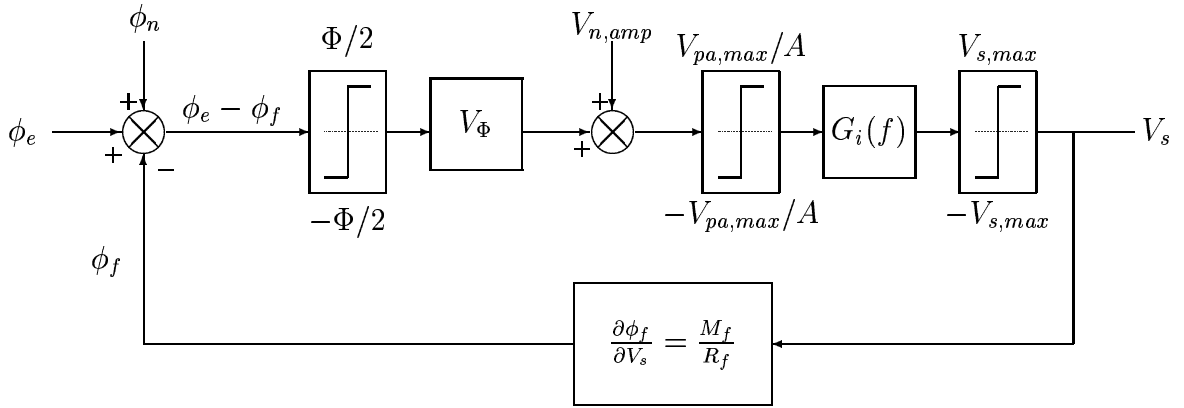 ϕ_n
Φ/2
V_{n,amp}
V_{pa,max}/A
V_{s,max}
+
+
ϕ_e
ϕ_e − ϕ_f
V_Φ
G_i(f)
V_s
+
+
−
−Φ/2
−V_{pa,max}/A
−V_{s,max}
ϕ_f
∂ϕ_f/∂V_s = M_f/R_f